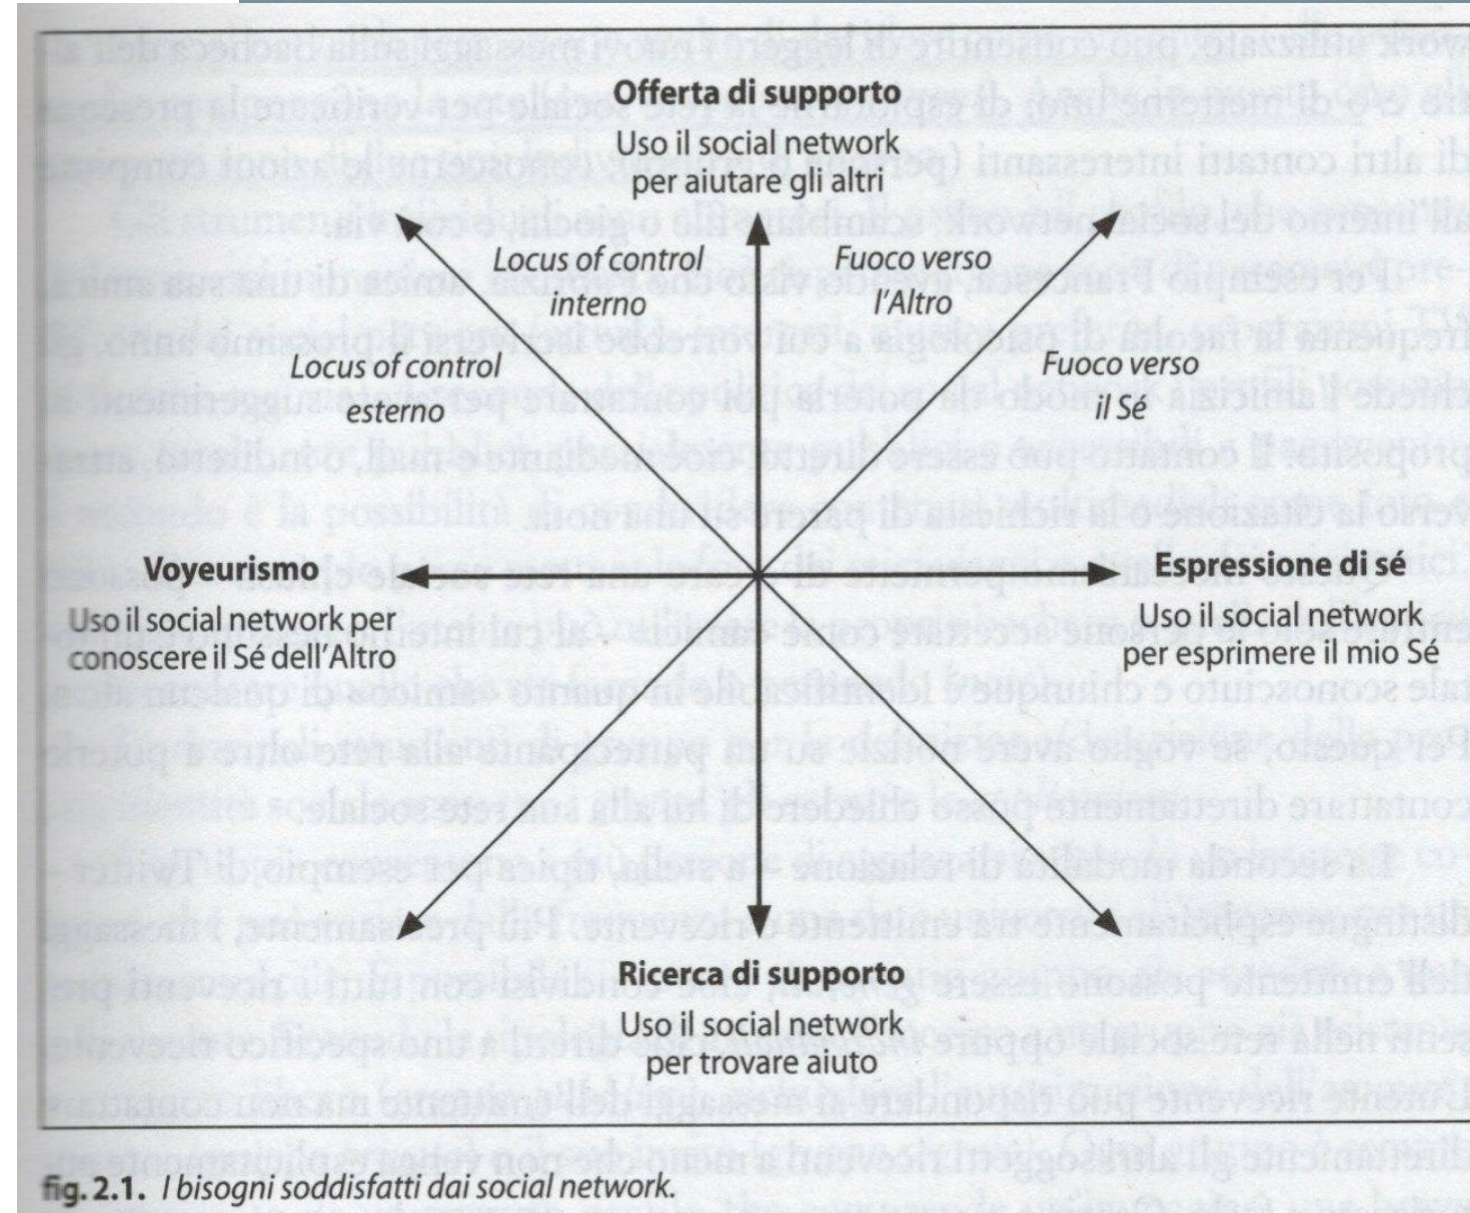 Offerta di supporto
Uso il social network
per aiutare gli altri
Locus of control
interno
Fuoco verso
l'Altro
Locus of control
esterno
Fuoco verso
il Sé
Voyeurismo
Uso il social network per
conoscere il Sé dell'Altro
Espressione di sé
Uso il social network
per esprimere il mio Sé
Ricerca di supporto
Uso il social network
per trovare aiuto
fig. 2.1. I bisogni soddisfatti dai social network.